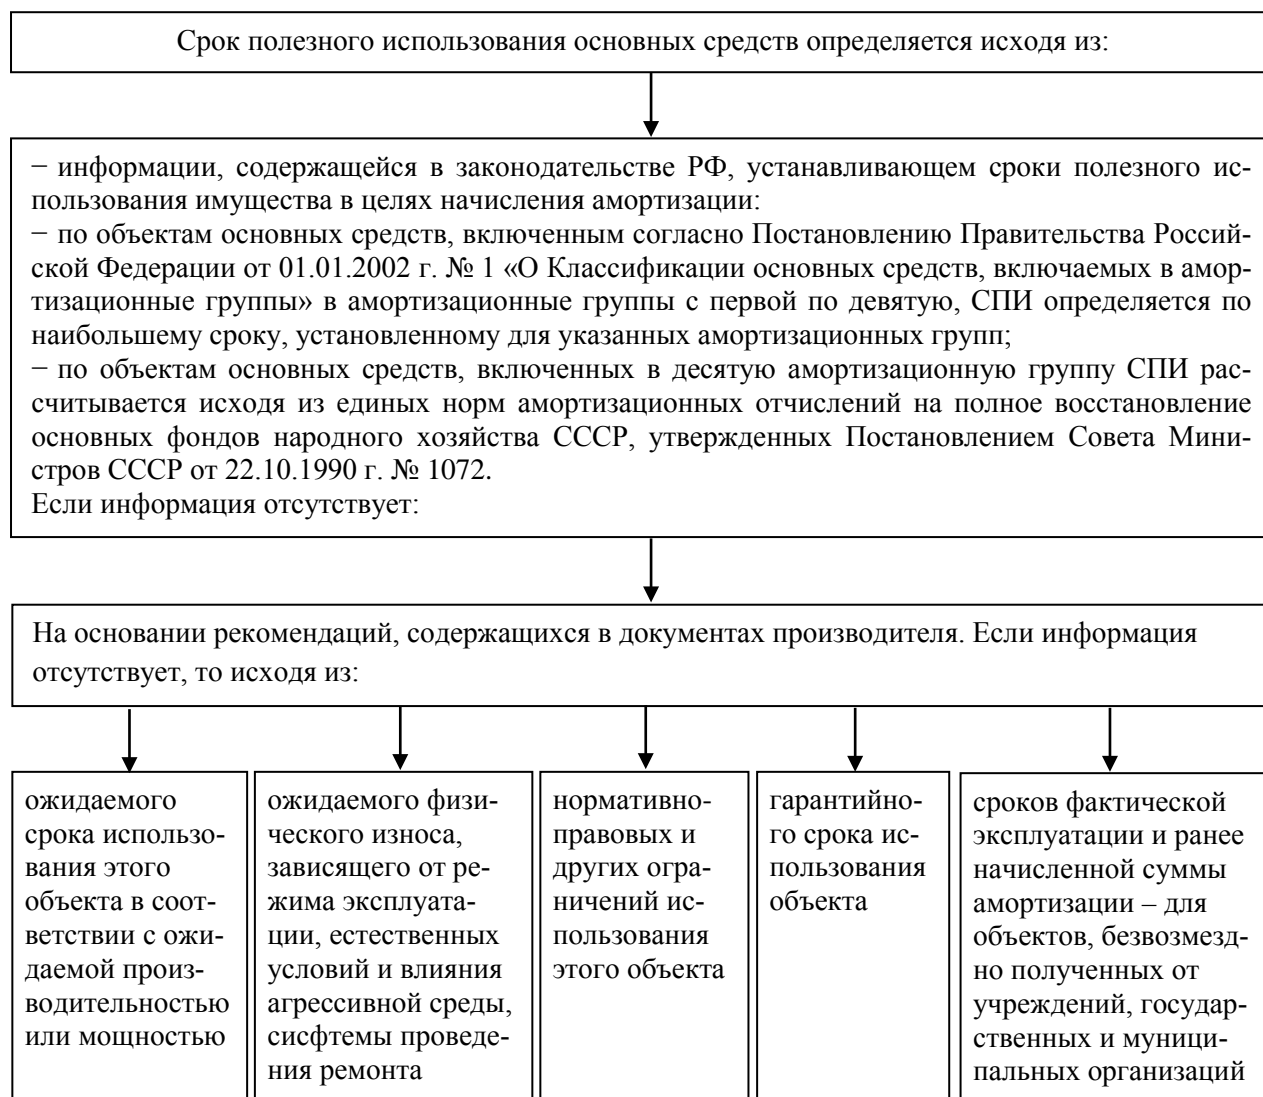 Срок полезного использования основных средств определяется исходя из:
− информации, содержащейся в законодательстве РФ, устанавливающем сроки полезного ис-
пользования имущества в целях начисления амортизации:
− по объектам основных средств, включенным согласно Постановлению Правительства Россий-
ской Федерации от 01.01.2002 г. № 1 «О Классификации основных средств, включаемых в амор-
тизационные группы» в амортизационные группы с первой по девятую, СПИ определяется по
наибольшему сроку, установленному для указанных амортизационных групп;
− по объектам основных средств, включенных в десятую амортизационную группу СПИ рас-
считывается исходя из единых норм амортизационных отчислений на полное восстановление
основных фондов народного хозяйства СССР, утвержденных Постановлением Совета Мини-
стров СССР от 22.10.1990 г. № 1072.
Если информация отсутствует:
На основании рекомендаций, содержащихся в документах производителя. Если информация
отсутствует, то исходя из:
ожидаемого
срока использо-
вания этого
объекта в соот-
ветствии с ожи-
даемой произ-
водительностью
или мощностью
ожидаемого физи-
ческого износа,
зависящего от ре-
жима эксплуата-
ции, естественных
условий и влияния
агрессивной среды,
сисфтемы проведе-
ния ремонта
нормативно-
правовых и
других огра-
ничений ис-
пользования
этого объекта
гарантийно-
го срока ис-
пользования
объекта
сроков фактической
эксплуатации и ранее
начисленной суммы
амортизации – для
объектов, безвозмезд-
но полученных от
учреждений, государ-
ственных и муници-
пальных организаций